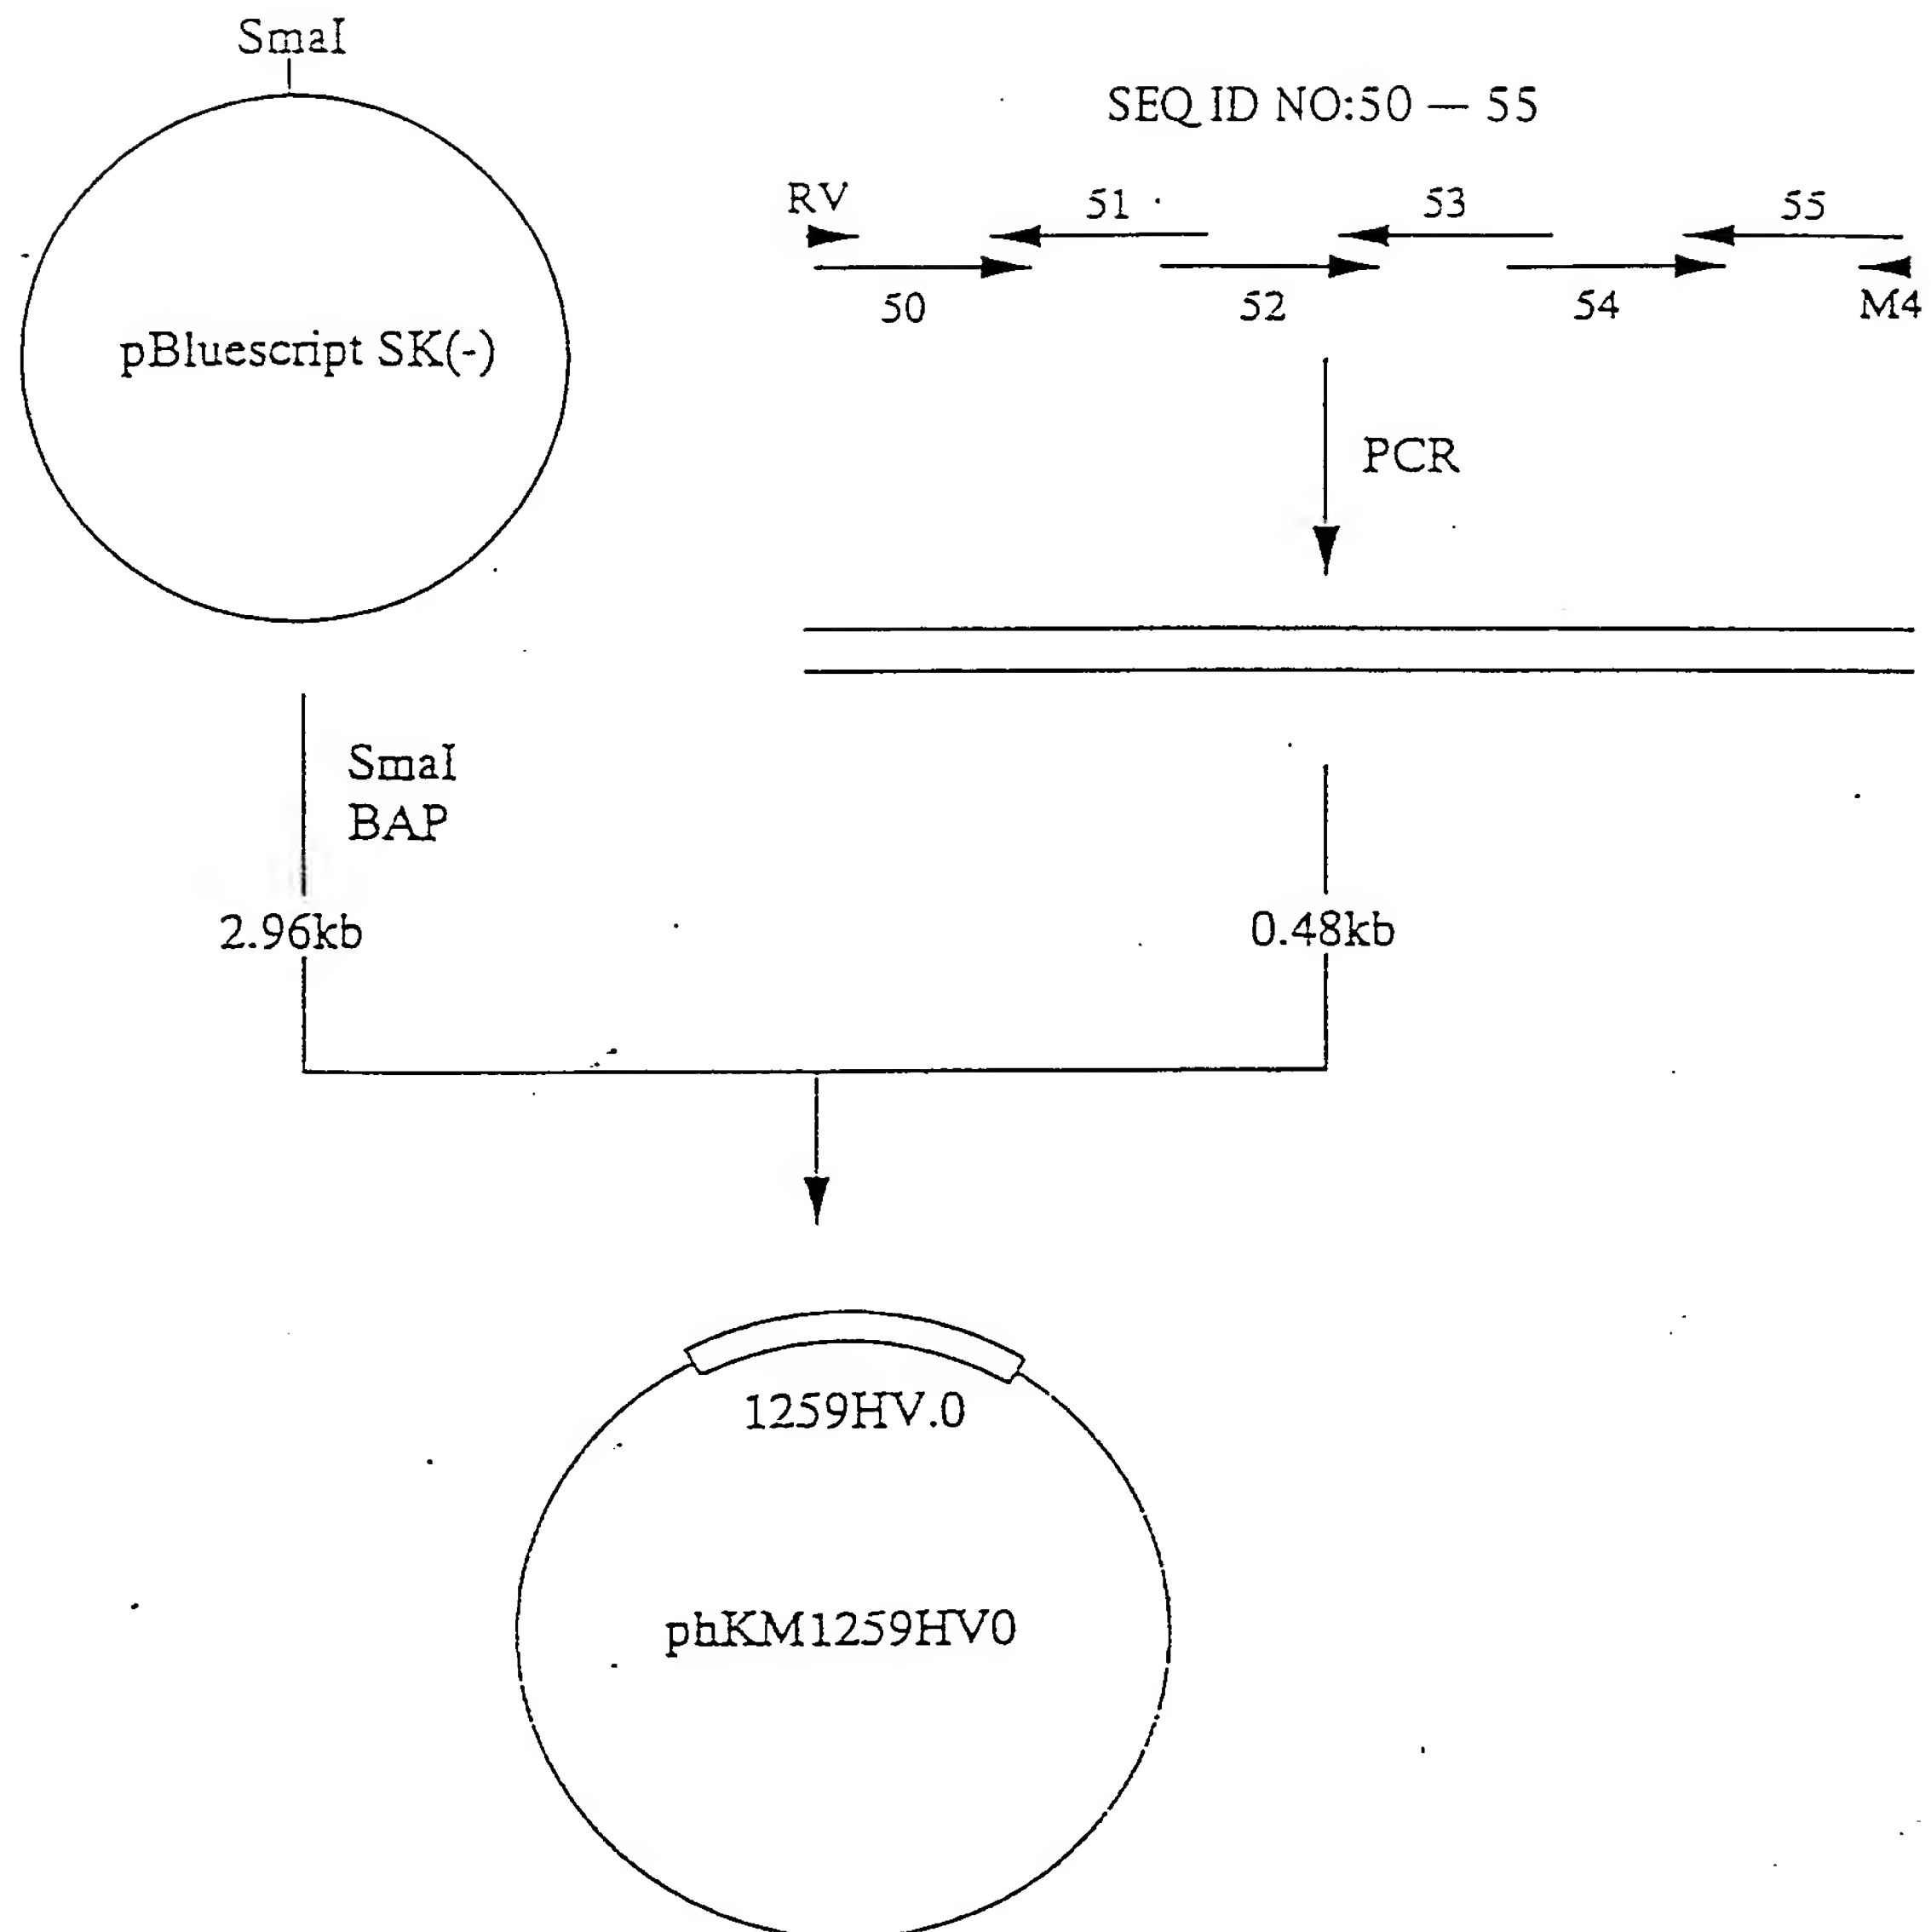 SmaI
SEQ ID NO:50 — 55
RV
51
53
55
50
52
54
M4
pBluescript SK(-)
PCR
SmaI
BAP
2.96kb
0.48kb
1259HV.0
phKM1259HV0